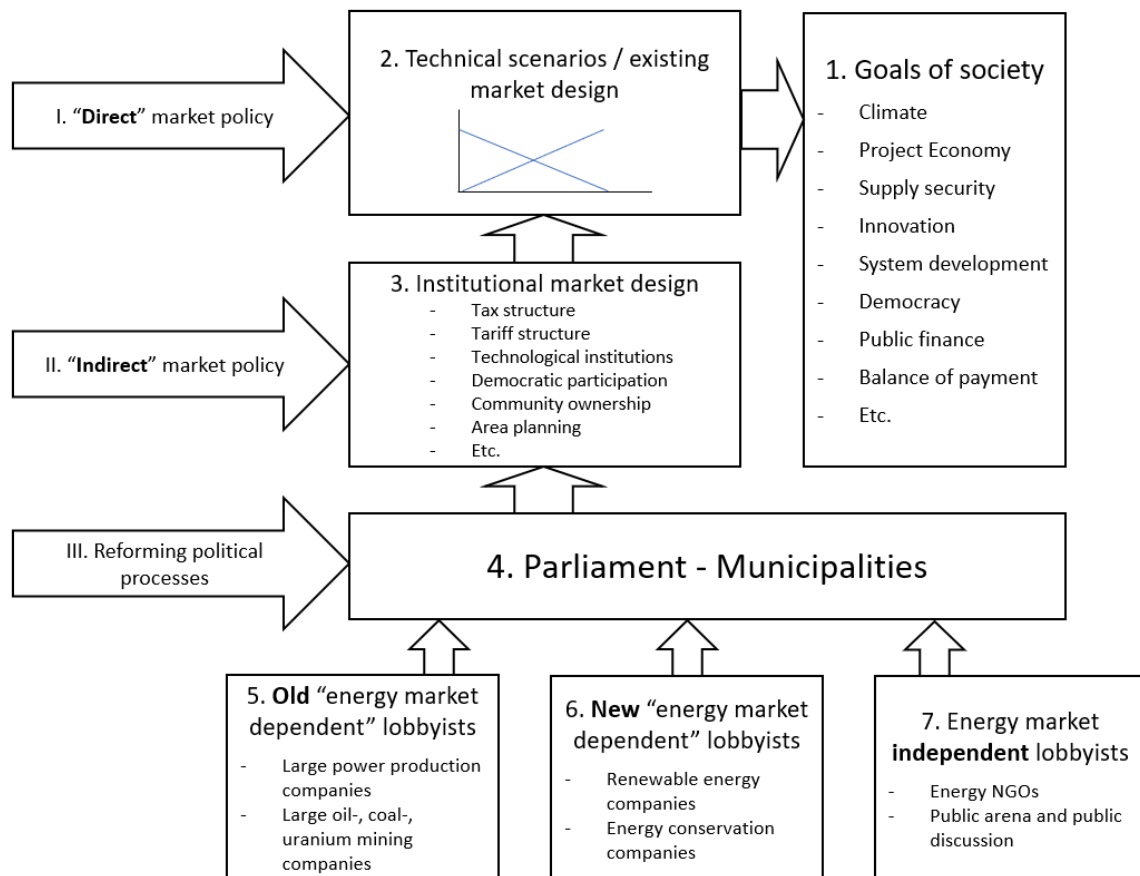 I. “Direct” market policy
2. Technical scenarios / existing
market design
1. Goals of society
- Climate
- Project Economy
- Supply security
- Innovation
- System development
- Democracy
- Public finance
- Balance of payment
- Etc.
II. “Indirect” market policy
3. Institutional market design
- Tax structure
- Tariff structure
- Technological institutions
- Democratic participation
- Community ownership
- Area planning
- Etc.
III. Reforming political
processes
4. Parliament - Municipalities
5. Old “energy market
dependent” lobbyists
- Large power production
companies
- Large oil-, coal-,
uranium mining
companies
6. New “energy market
dependent” lobbyists
- Renewable energy
companies
- Energy conservation
companies
7. Energy market
independent lobbyists
- Energy NGOs
- Public arena and public
discussion